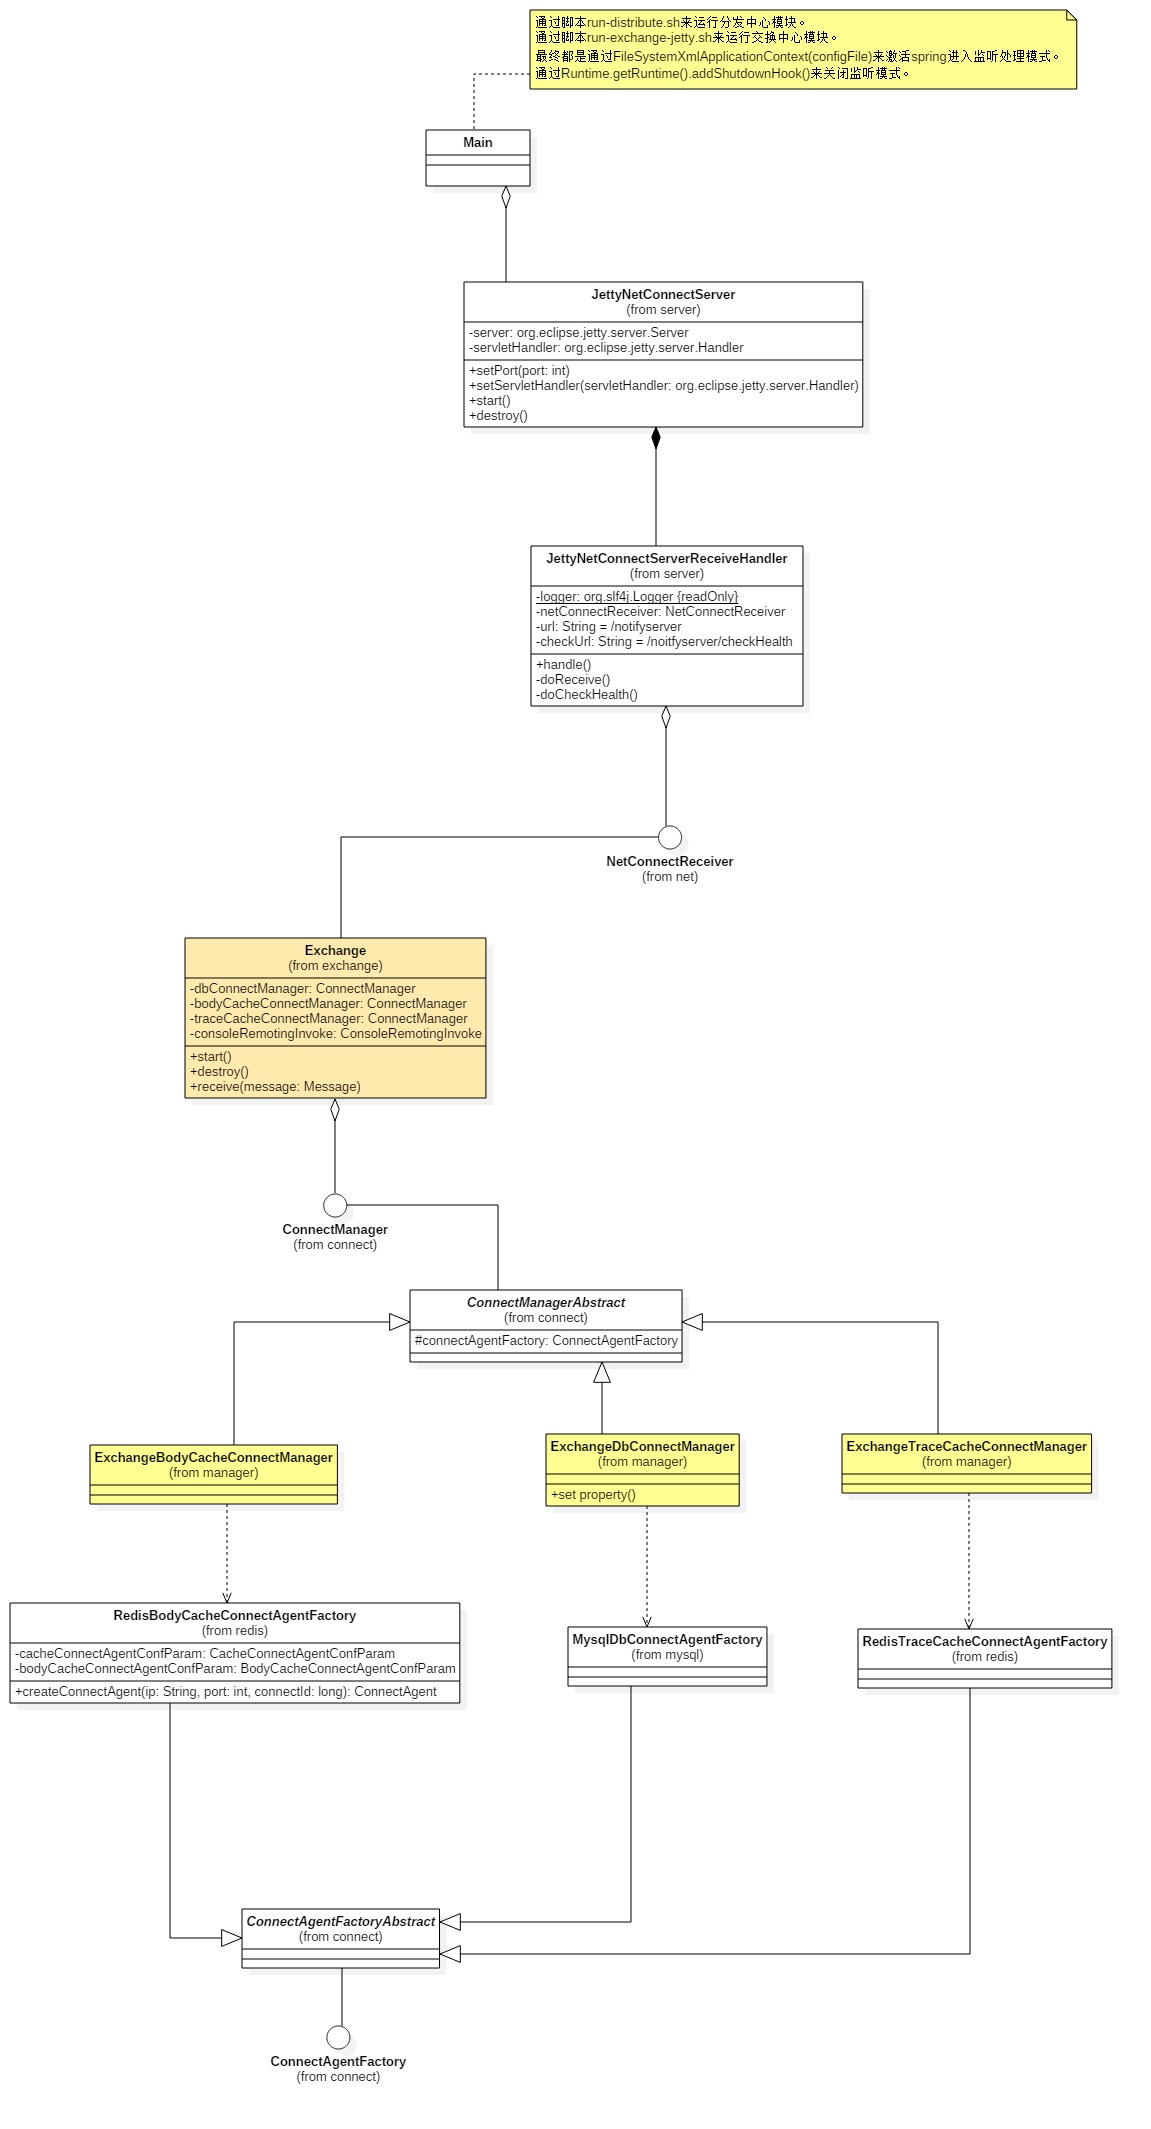 通过脚本run-distribute.sh来运行分发中心模块。
通过脚本run-exchange-jetty.sh来运行交换中心模块。
最终都是通过FileSystemXmlApplicationContext(configFile)来激活spring进入监听处理模式。
通过Runtime.getRuntime().addShutdownHook()来关闭监听模式。
Main
JettyNetConnectServer
(from server)
-server: org.eclipse.jetty.server.Server
-servletHandler: org.eclipse.jetty.server.Handler
+setPort(port: int)
+setServletHandler(servletHandler: org.eclipse.jetty.server.Handler)
+start()
+destroy()
JettyNetConnectServerReceiveHandler
(from server)
-logger: org.slf4j.Logger {readOnly}
-netConnectReceiver: NetConnectReceiver
-url: String = /notifyserver
-checkUrl: String = /noitfyserver/checkHealth
+handle()
-doReceive()
-doCheckHealth()
NetConnectReceiver
(from net)
Exchange
(from exchange)
-dbConnectManager: ConnectManager
-bodyCacheConnectManager: ConnectManager
-traceCacheConnectManager: ConnectManager
-consoleRemotingInvoke: ConsoleRemotingInvoke
+start()
+destroy()
+receive(message: Message)
ConnectManager
(from connect)
ConnectManagerAbstract
(from connect)
#connectAgentFactory: ConnectAgentFactory
ExchangeBodyCacheConnectManager
(from manager)
ExchangeDbConnectManager
(from manager)
+set property()
ExchangeTraceCacheConnectManager
(from manager)
RedisBodyCacheConnectAgentFactory
(from redis)
-cacheConnectAgentConfParam: CacheConnectAgentConfParam
-bodyCacheConnectAgentConfParam: BodyCacheConnectAgentConfParam
+createConnectAgent(ip: String, port: int, connectId: long): ConnectAgent
MysqlDbConnectAgentFactory
(from mysql)
RedisTraceCacheConnectAgentFactory
(from redis)
ConnectAgentFactoryAbstract
(from connect)
ConnectAgentFactory
(from connect)